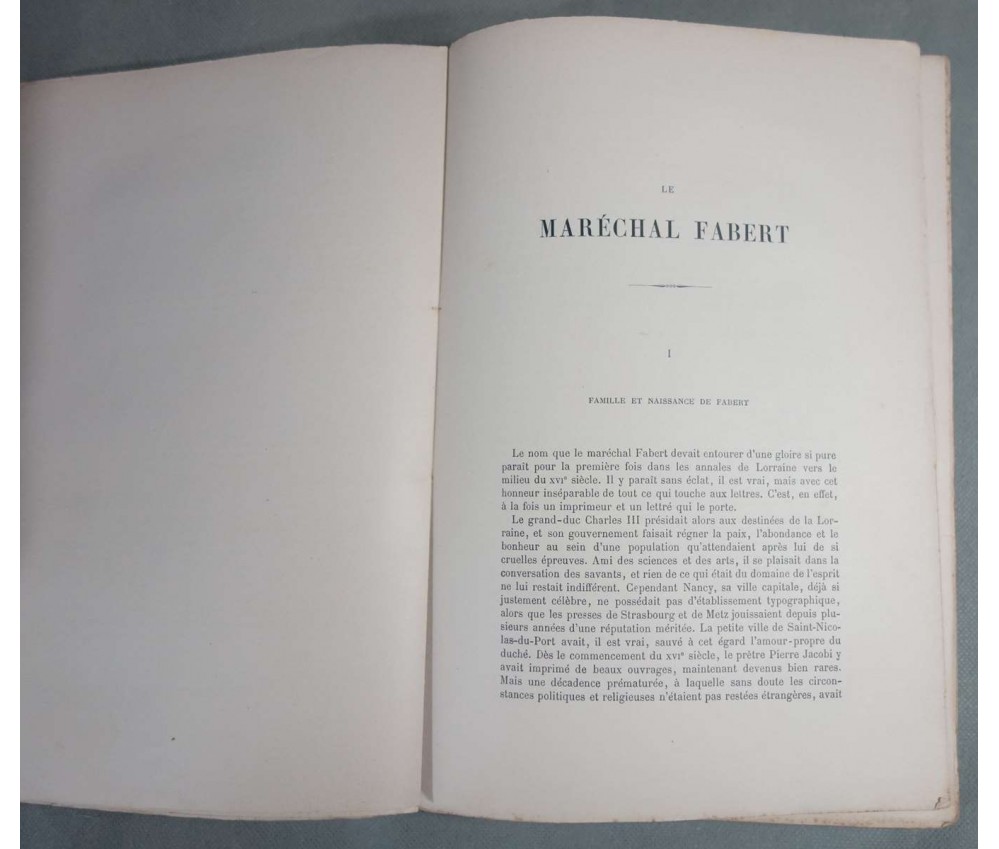 LE
MARÉCHAL FABERT
I
FAMILLE ET NAISSANCE DE FABERT
Le nom que le maréchal Fabert devait entourer d'une gloire si pure
parait pour la première fois dans les annales de Lorraine vers le
milieu du XVIe siècle. Il y paraît sans éclat, il est vrai, mais avec cet
honneur inséparable de tout ce qui touche aux lettres. C'est, en effet,
à la fois un imprimeur et un lettré qui le porte.
Le grand-duc Charles III présidait alors aux destinées de la Lor-
raine, et son gouvernement faisait régner la paix, l'abondance et le
bonheur au sein d'une population qu'attendaient après lui de si
cruelles épreuves. Ami des sciences et des arts, il se plaisait dans la
conversation des savants, et rien de ce qui était du domaine de l'esprit
ne lui restait indifférent. Cependant Nancy, sa ville capitale, déjà si
justement célèbre, ne possédait pas d'établissement typographique,
alors que les presses de Strasbourg et de Metz jouissaient depuis plu-
sieurs années d'une réputation méritée. La petite ville de Saint-Nico-
las-du-Port avait, il est vrai, sauvé à cet égard l'amour-propre du
duché. Dès le commencement du XVIe siècle, le prêtre Pierre Jacobi y
avait imprimé de beaux ouvrages, maintenant devenus bien rares.
Mais une décadence prématurée, à laquelle sans doute les circon-
stances politiques et religieuses n'étaient pas restées étrangères, avait